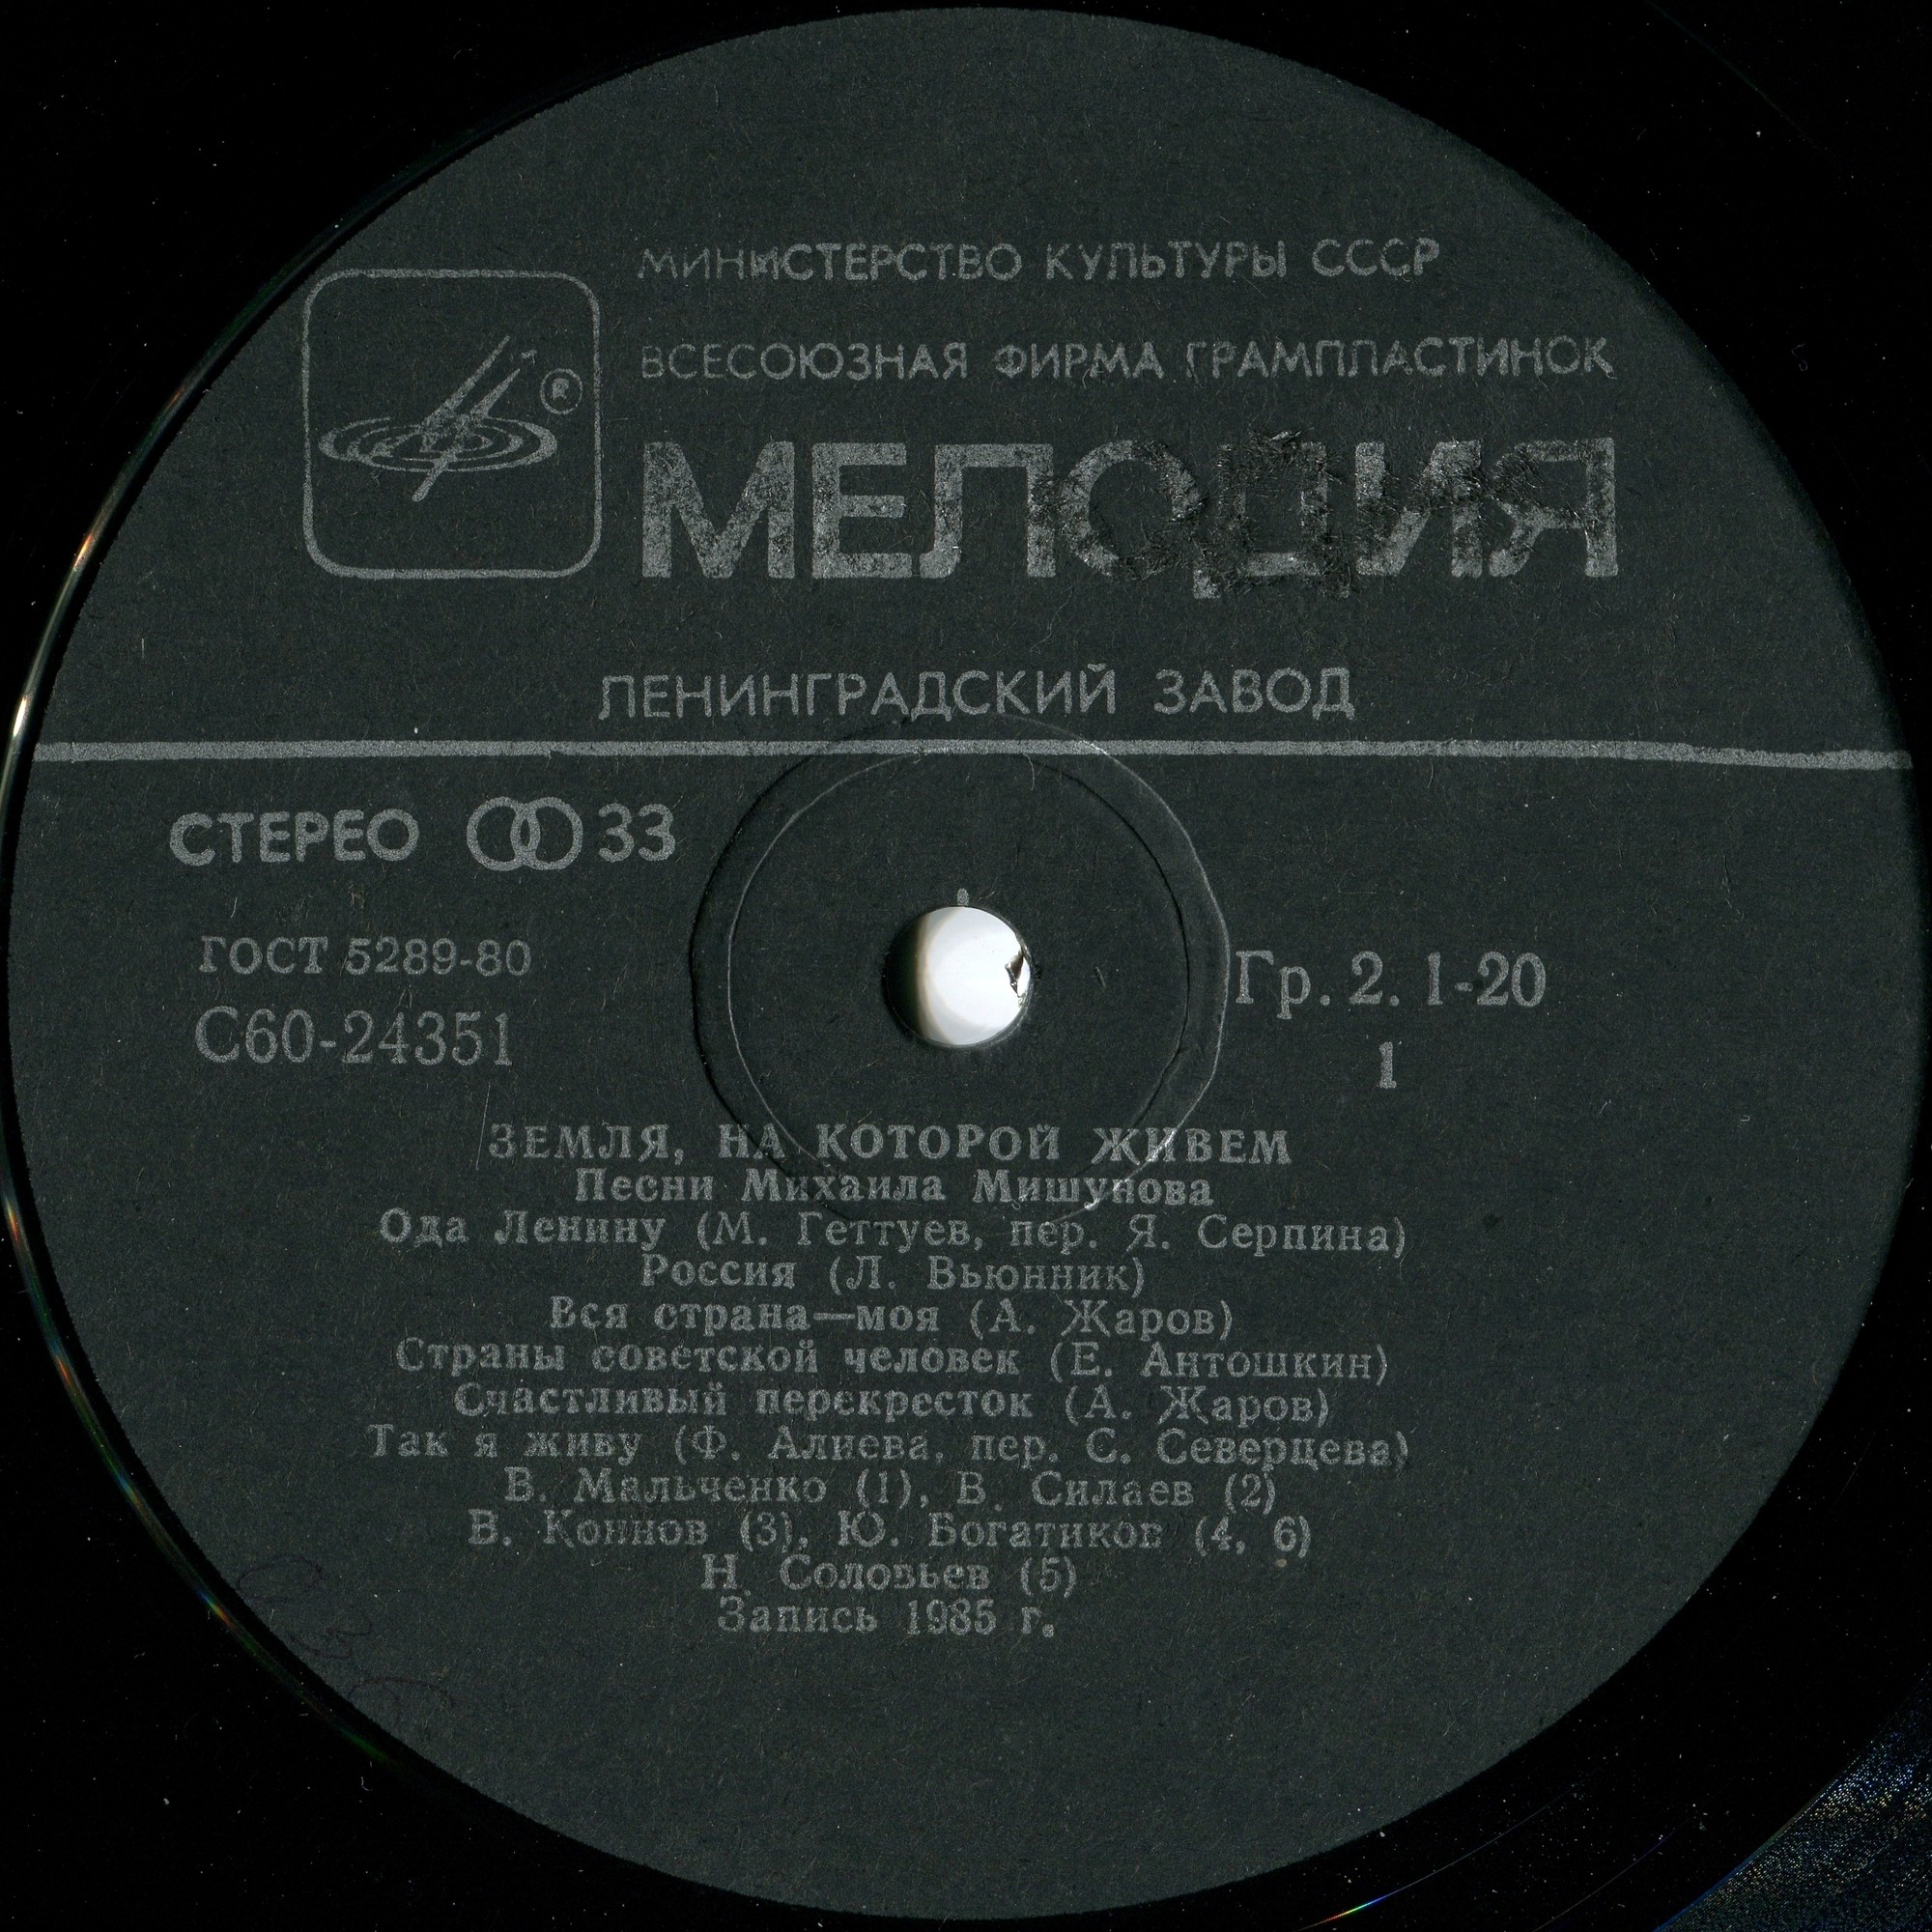 МИНИСТЕРСТВО КУЛЬТУРЫ СССР
ВСЕСОЮЗНАЯ ФИРМА ГРАМПЛАСТИНОК
®
МЕЛОДИЯ
ЛЕНИНГРАДСКИЙ ЗАВОД
СТЕРЕО 33
ГОСТ 5289-80
Гр. 2. 1-20
С60-24351
1
ЗЕМЛЯ, НА КОТОРОЙ ЖИВЕМ
Песни Михаила Мишунова
Ода Ленину (М. Геттуев, пер. Я. Серпина)
Россия (Л. Вьюнник)
Вся страна—моя (А. Жаров)
Страны советской человек (Е. Антошкин)
Счастливый перекресток (А. Жаров)
Так я живу (Ф. Алиева, пер. С. Северцева)
В. Мальченко (1), В. Силаев (2)
В. Коннов (3), Ю. Богатиков (4, 6)
Н. Соловьев (5)
Запись 1985 г.